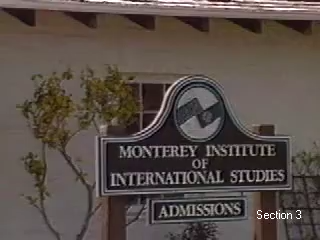 MONTEREY INSTITUTE
OF
INTERNATIONAL STUDIES
ADMISSIONS
Section 3